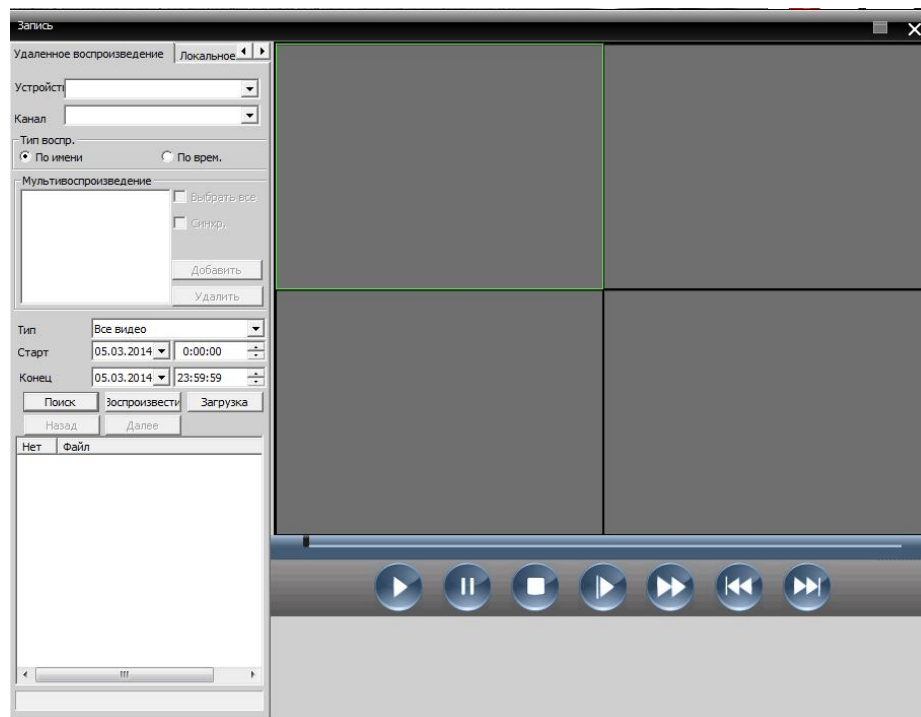 Запись
Удаленное воспроизведение Локальное
Устройст
Канал
Тип воспр.
По имени По врем.
Мультивоспроизведение
Выбрать все
Синхр.
Добавить
Удалить
Тип Все видео
Старт 05.03.2014 0:00:00
Конец 05.03.2014 23:59:59
Поиск Воспроизвести Загрузка
Назад Далее
Нет Файл